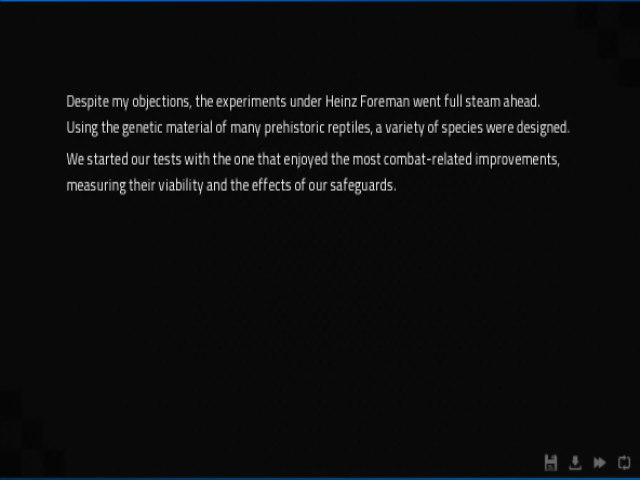 Despite my objections, the experiments under Heinz Foreman went full steam ahead.
Using the genetic material of many prehistoric reptiles, a variety of species were designed.
We started our tests with the one that enjoyed the most combat-related improvements,
measuring their viability and the effects of our safeguards.